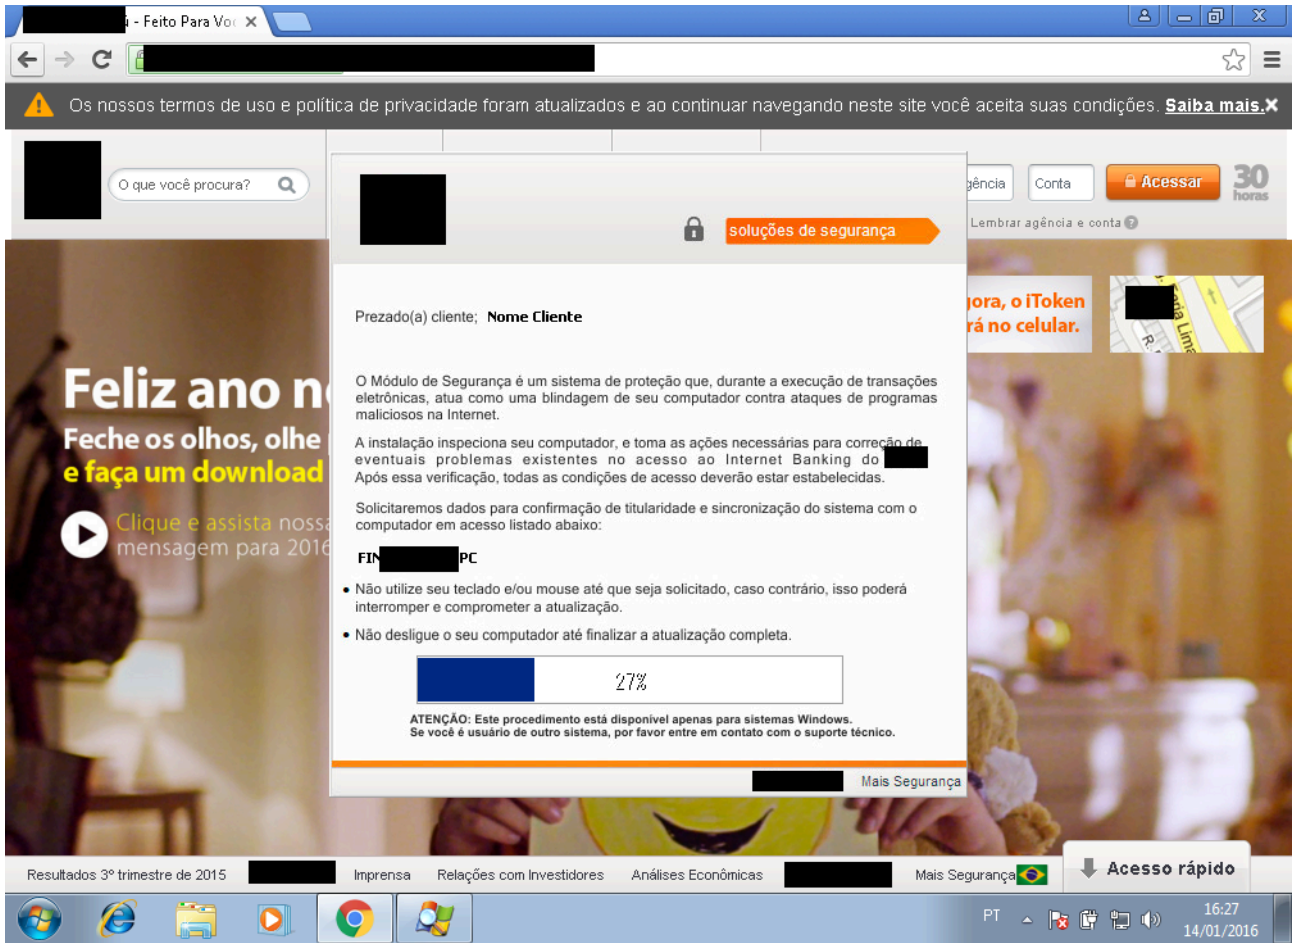 - Feito Para Voc
Os nossos termos de uso e política de privacidade foram atualizados e ao continuar navegando neste site você aceita suas condições. Saiba mais.
O que você procura?
gência
Conta
Acessar
30
horas
Lembrar agência e conta
soluções de segurança
Prezado(a) cliente; Nome Cliente
O Módulo de Segurança é um sistema de proteção que, durante a execução de transações
eletrônicas, atua como uma blindagem de seu computador contra ataques de programas
maliciosos na Internet.
A instalação inspeciona seu computador, e toma as ações necessárias para correção de
eventuais problemas existentes no acesso ao Internet Banking do
Após essa verificação, todas as condições de acesso deverão estar estabelecidas.
Solicitaremos dados para confirmação de titularidade e sincronização do sistema com o
computador em acesso listado abaixo:
FIN PC
• Não utilize seu teclado e/ou mouse até que seja solicitado, caso contrário, isso poderá
interromper e comprometer a atualização.
• Não desligue o seu computador até finalizar a atualização completa.
27%
ATENÇÃO: Este procedimento está disponível apenas para sistemas Windows.
Se você é usuário de outro sistema, por favor entre em contato com o suporte técnico.
Mais Segurança
Feliz ano n
Feche os olhos, olhe
e faça um download
Clique e assista nossa
mensagem para 2016
gora, o iToken
rá no celular.
Faria Lima
R.
Resultados 3º trimestre de 2015
Imprensa
Relações com Investidores
Análises Econômicas
Mais Segurança
Acesso rápido
PT
16:27
14/01/2016